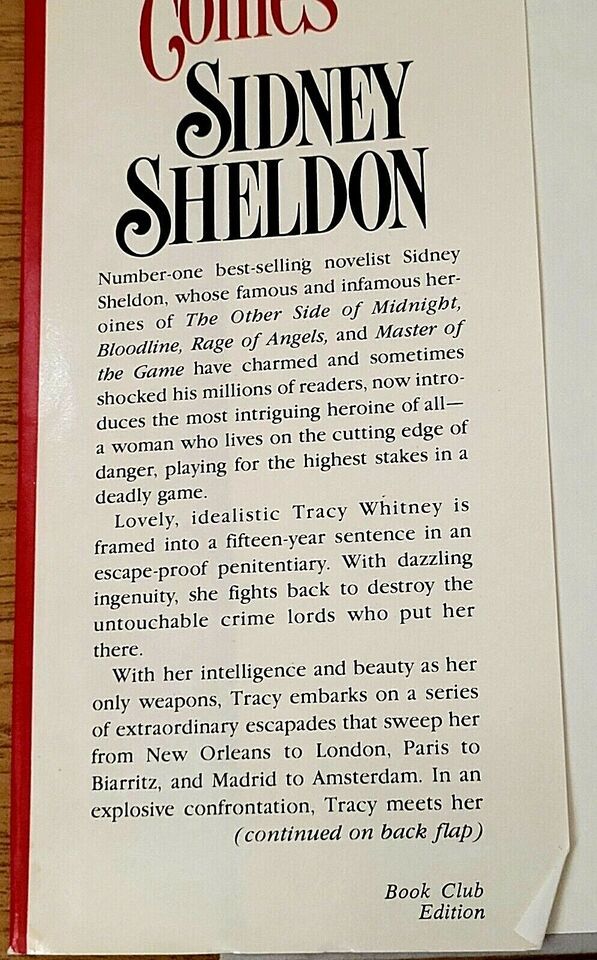 Comes
SIDNEY
SHELDON
Number-one best-selling novelist Sidney
Sheldon, whose famous and infamous her-
oines of The Other Side of Midnight,
Bloodline, Rage of Angels, and Master of
the Game have charmed and sometimes
shocked his millions of readers, now intro-
duces the most intriguing heroine of all—
a woman who lives on the cutting edge of
danger, playing for the highest stakes in a
deadly game.
Lovely, idealistic Tracy Whitney is
framed into a fifteen-year sentence in an
escape-proof penitentiary. With dazzling
ingenuity, she fights back to destroy the
untouchable crime lords who put her
there.
With her intelligence and beauty as her
only weapons, Tracy embarks on a series
of extraordinary escapades that sweep her
from New Orleans to London, Paris to
Biarritz, and Madrid to Amsterdam. In an
explosive confrontation, Tracy meets her
(continued on back flap)
Book Club
Edition